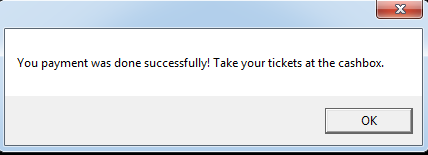 You payment was done successfully! Take your tickets at the cashbox.
OK